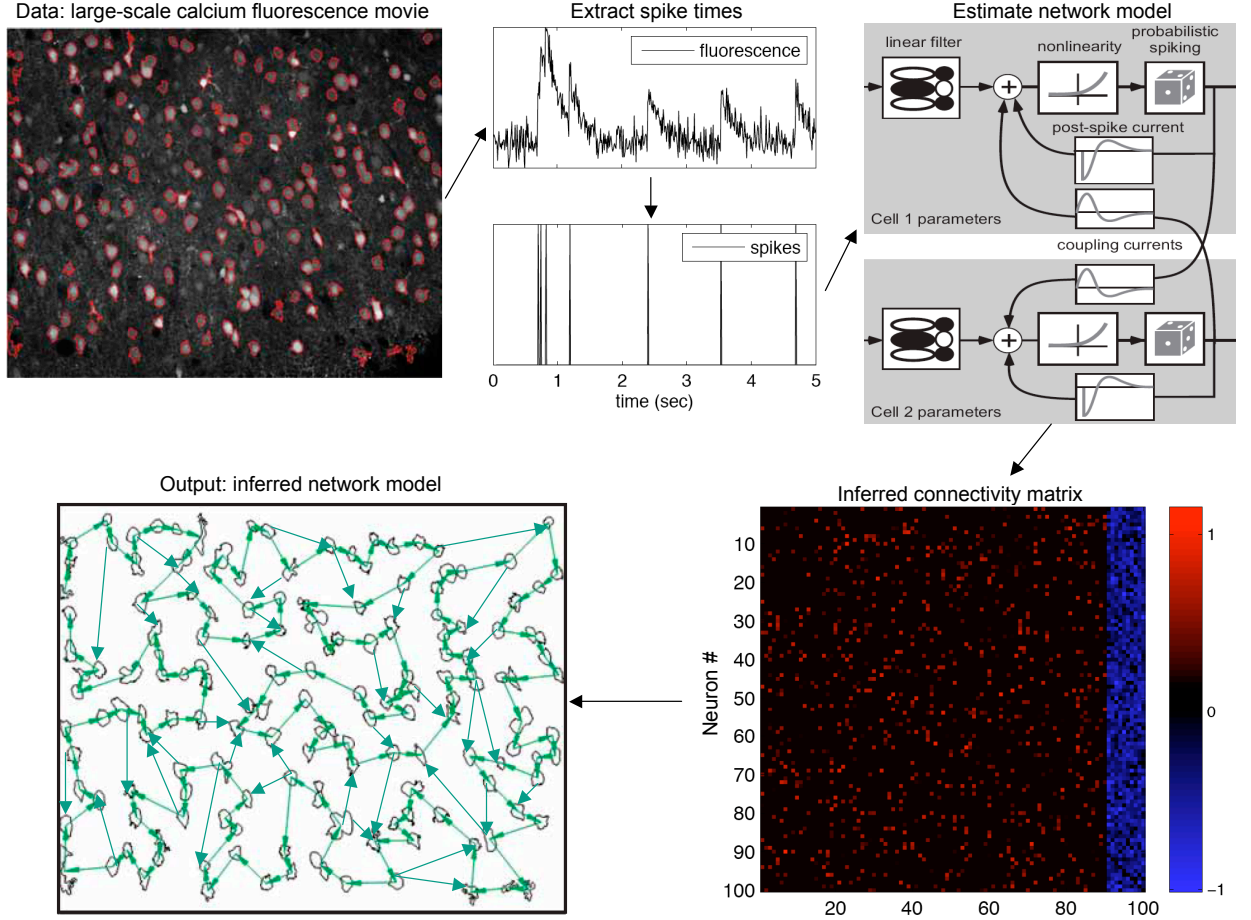 Data: large-scale calcium fluorescence movie
Extract spike times
fluorescence
spikes
0 1 2 3 4 5
time (sec)
Estimate network model
linear filter
nonlinearity
probabilistic
spiking
post-spike current
Cell 1 parameters
coupling currents
Cell 2 parameters
Output: inferred network model
Inferred connectivity matrix
Neuron #
10
20
30
40
50
60
70
80
90
100
20 40 60 80 100
1
0
−1